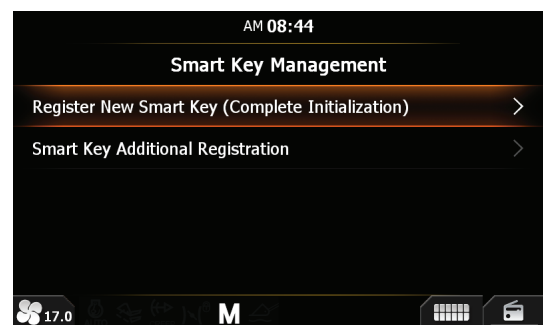 AM 08:44
Smart Key Management
Register New Smart Key (Complete Initialization)
Smart Key Additional Registration
17.0
M